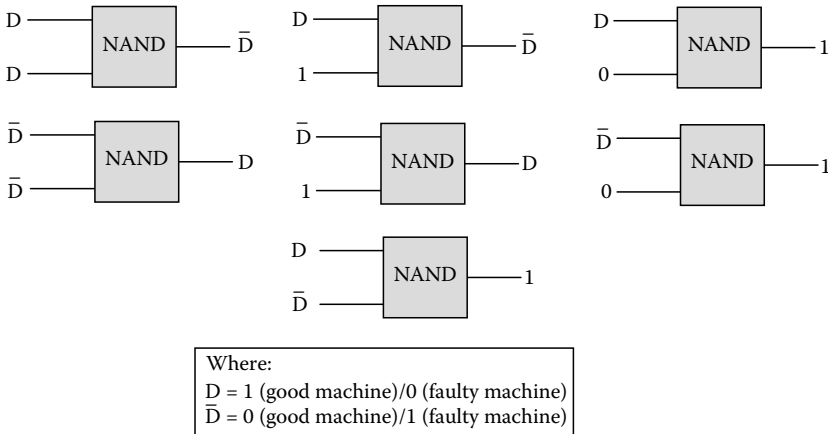 D D NAND D̄
D 1 NAND D̄
D 0 NAND 1
D̄ D̄ NAND D
D̄ 1 NAND D
D̄ 0 NAND 1
D D̄ NAND 1
Where:
D = 1 (good machine)/0 (faulty machine)
D̄ = 0 (good machine)/1 (faulty machine)